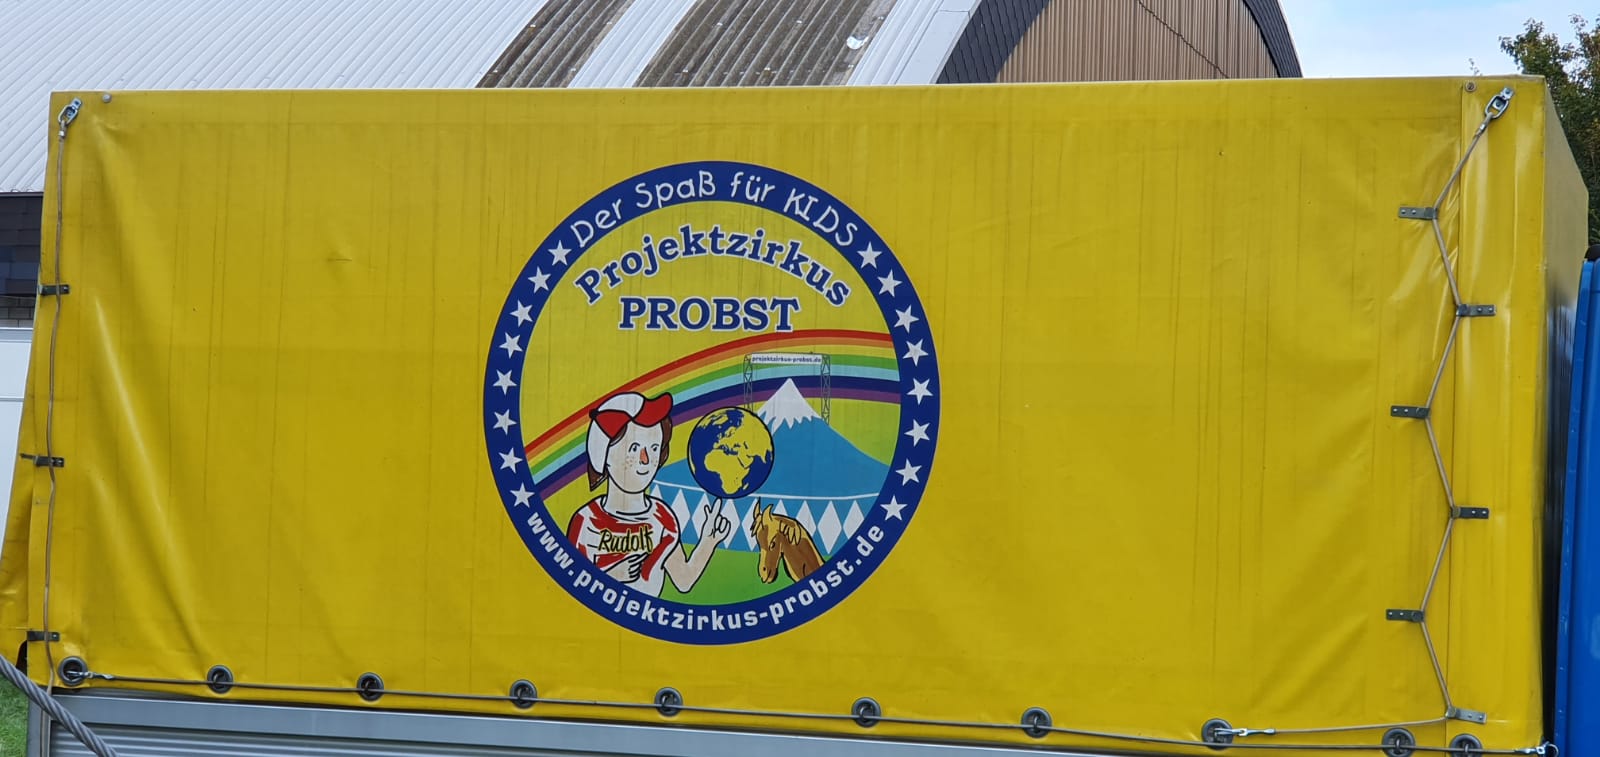 Der Spaß für KIDS
Projektzirkus
PROBST
projektzirkus-probst.de
Rudolf
www.projektzirkus-probst.de